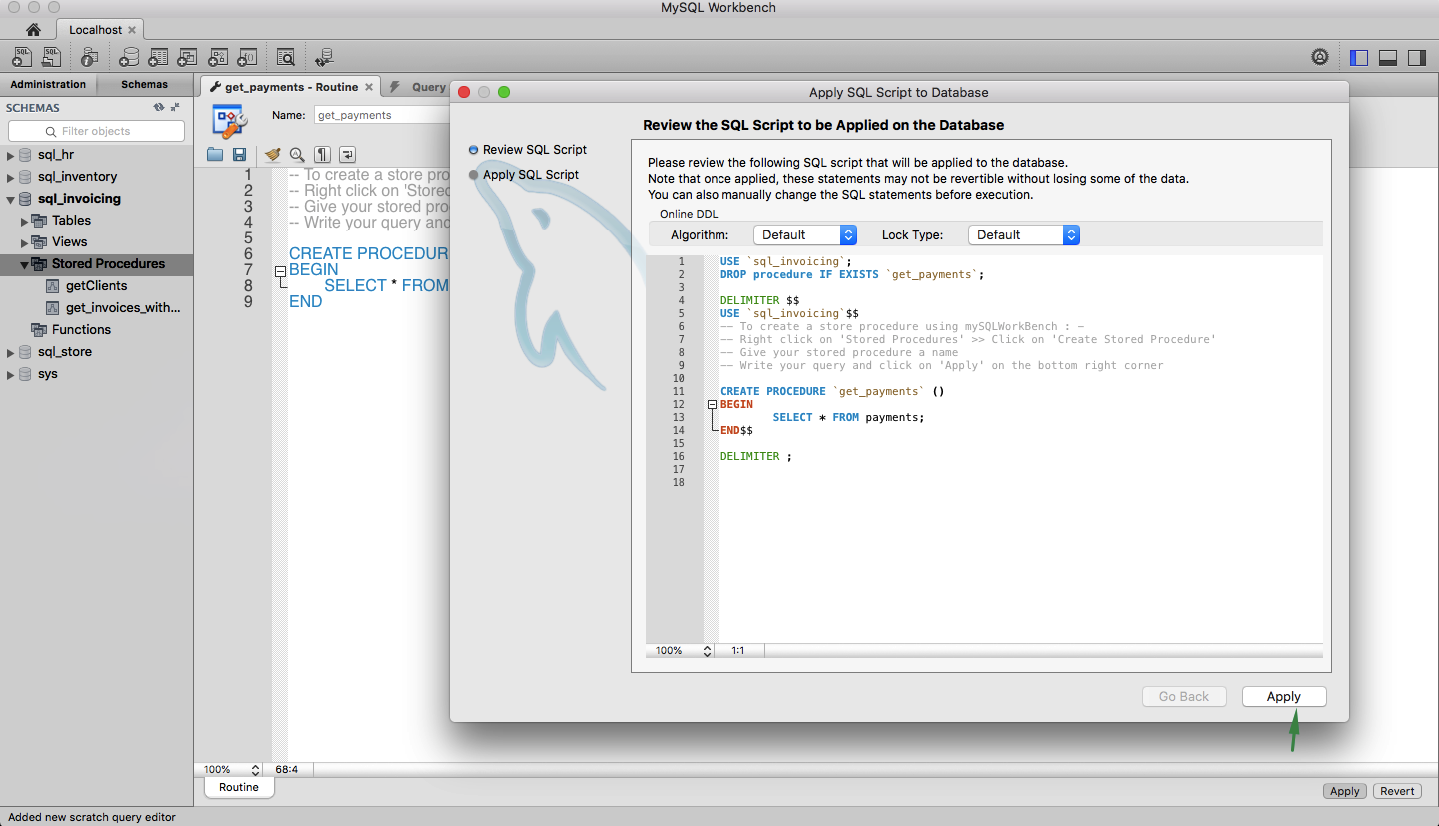 MySQL Workbench
Localhost
Administration
Schemas
SCHEMAS
Filter objects
sql_hr
sql_inventory
sql_invoicing
Tables
Views
Stored Procedures
getClients
get_invoices_with...
Functions
sql_store
sys
get_payments - Routine
Query
Name: get_payments
1 -- To create a store pro
2 -- Right click on 'Stored
3 -- Give your stored pro
4 -- Write your query and
5
6 CREATE PROCEDUR
7 BEGIN
8 SELECT * FROM
9 END
100% 68:4
Routine
Apply SQL Script to Database
Review SQL Script
Apply SQL Script
Review the SQL Script to be Applied on the Database
Please review the following SQL script that will be applied to the database.
Note that once applied, these statements may not be revertible without losing some of the data.
You can also manually change the SQL statements before execution.
Online DDL
Algorithm: Default Lock Type: Default
1 USE `sql_invoicing`;
2 DROP procedure IF EXISTS `get_payments`;
3
4 DELIMITER $$
5 USE `sql_invoicing`$$
6 -- To create a store procedure using mySQLWorkBench : -
7 -- Right click on 'Stored Procedures' >> Click on 'Create Stored Procedure'
8 -- Give your stored procedure a name
9 -- Write your query and click on 'Apply' on the bottom right corner
10
11 CREATE PROCEDURE `get_payments` ()
12 BEGIN
13 SELECT * FROM payments;
14 END$$
15
16 DELIMITER ;
17
18
100% 1:1
Go Back Apply
Apply Revert
Added new scratch query editor